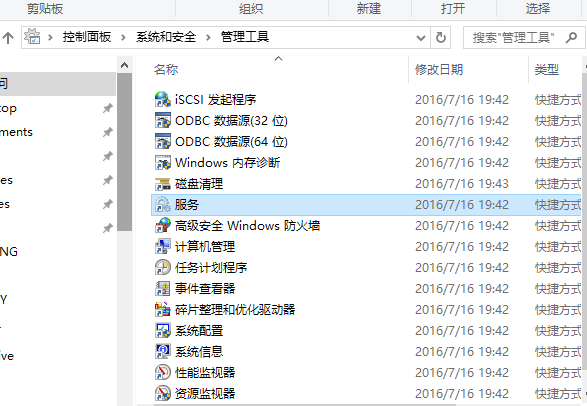 剪贴板 组织 新建 打开 选择
控制面板 系统和安全 管理工具 搜索"管理工具"
名称 修改日期 类型
问
iSCSI 发起程序 2016/7/16 19:42 快捷方式
top ODBC 数据源(32 位) 2016/7/16 19:42 快捷方式
ments ODBC 数据源(64 位) 2016/7/16 19:42 快捷方式
Windows 内存诊断 2016/7/16 19:42 快捷方式
es 磁盘清理 2016/7/16 19:43 快捷方式
es 服务 2016/7/16 19:42 快捷方式
高级安全 Windows 防火墙 2016/7/16 19:42 快捷方式
NG 计算机管理 2016/7/16 19:42 快捷方式
任务计划程序 2016/7/16 19:42 快捷方式
事件查看器 2016/7/16 19:42 快捷方式
碎片整理和优化驱动器 2016/7/16 19:42 快捷方式
系统配置 2016/7/16 19:42 快捷方式
ive 系统信息 2016/7/16 19:42 快捷方式
性能监视器 2016/7/16 19:42 快捷方式
资源监视器 2016/7/16 19:42 快捷方式